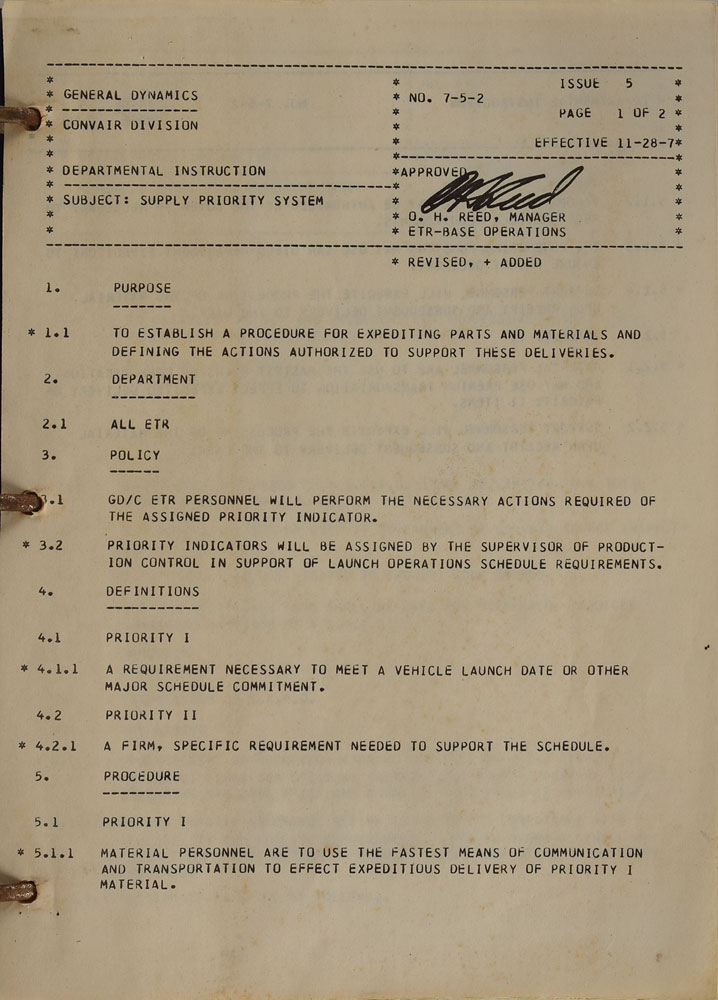 ISSUE 5
GENERAL DYNAMICS
NO. 7-5-2
PAGE 1 OF 2
CONVAIR DIVISION
EFFECTIVE 11-28-7*
DEPARTMENTAL INSTRUCTION
*APPROVED
SUBJECT: SUPPLY PRIORITY SYSTEM
* O. H. REED, MANAGER
* ETR-BASE OPERATIONS
* REVISED, + ADDED
1. PURPOSE
* 1.1 TO ESTABLISH A PROCEDURE FOR EXPEDITING PARTS AND MATERIALS AND
DEFINING THE ACTIONS AUTHORIZED TO SUPPORT THESE DELIVERIES.
2. DEPARTMENT
2.1 ALL ETR
3. POLICY
.1 GD/C ETR PERSONNEL WILL PERFORM THE NECESSARY ACTIONS REQUIRED OF
THE ASSIGNED PRIORITY INDICATOR.
* 3.2 PRIORITY INDICATORS WILL BE ASSIGNED BY THE SUPERVISOR OF PRODUCT-
ION CONTROL IN SUPPORT OF LAUNCH OPERATIONS SCHEDULE REQUIREMENTS.
4. DEFINITIONS
4.1 PRIORITY I
* 4.1.1 A REQUIREMENT NECESSARY TO MEET A VEHICLE LAUNCH DATE OR OTHER
MAJOR SCHEDULE COMMITMENT.
4.2 PRIORITY II
* 4.2.1 A FIRM, SPECIFIC REQUIREMENT NEEDED TO SUPPORT THE SCHEDULE.
5. PROCEDURE
5.1 PRIORITY I
* 5.1.1 MATERIAL PERSONNEL ARE TO USE THE FASTEST MEANS OF COMMUNICATION
AND TRANSPORTATION TO EFFECT EXPEDITIOUS DELIVERY OF PRIORITY I
MATERIAL.